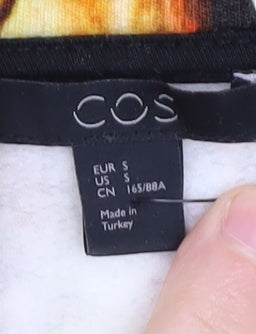 COS
EUR S
US S
CN 165/88A
Made in
Turkey